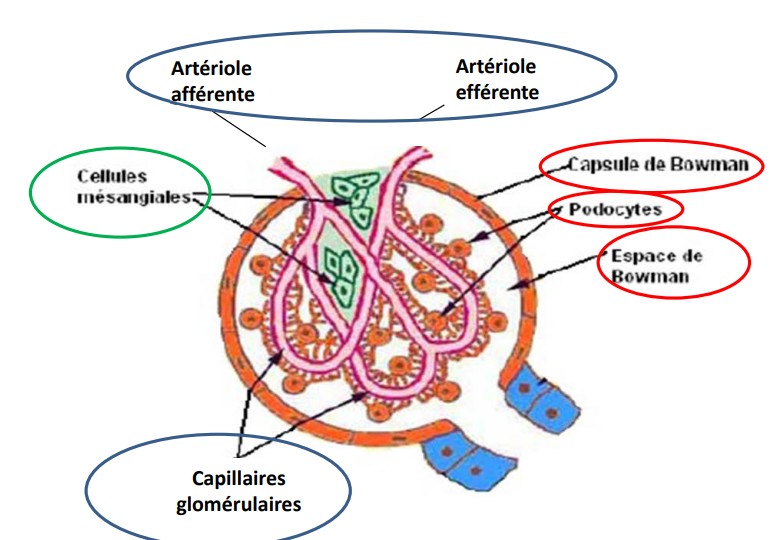 Artériole
afférente
Artériole
efférente
Cellules
mésangiales
Capsule de Bowman
Podocytes
Espace de
Bowman
Capillaires
glomérulaires